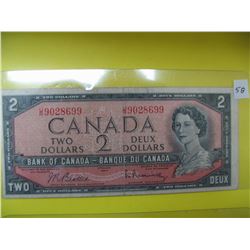 58
2 2
9028699 9028699
CANADA
TWO DOLLARS 2 DEUX DOLLARS
BANK OF CANADA - BANQUE DU CANADA
TWO DEUX